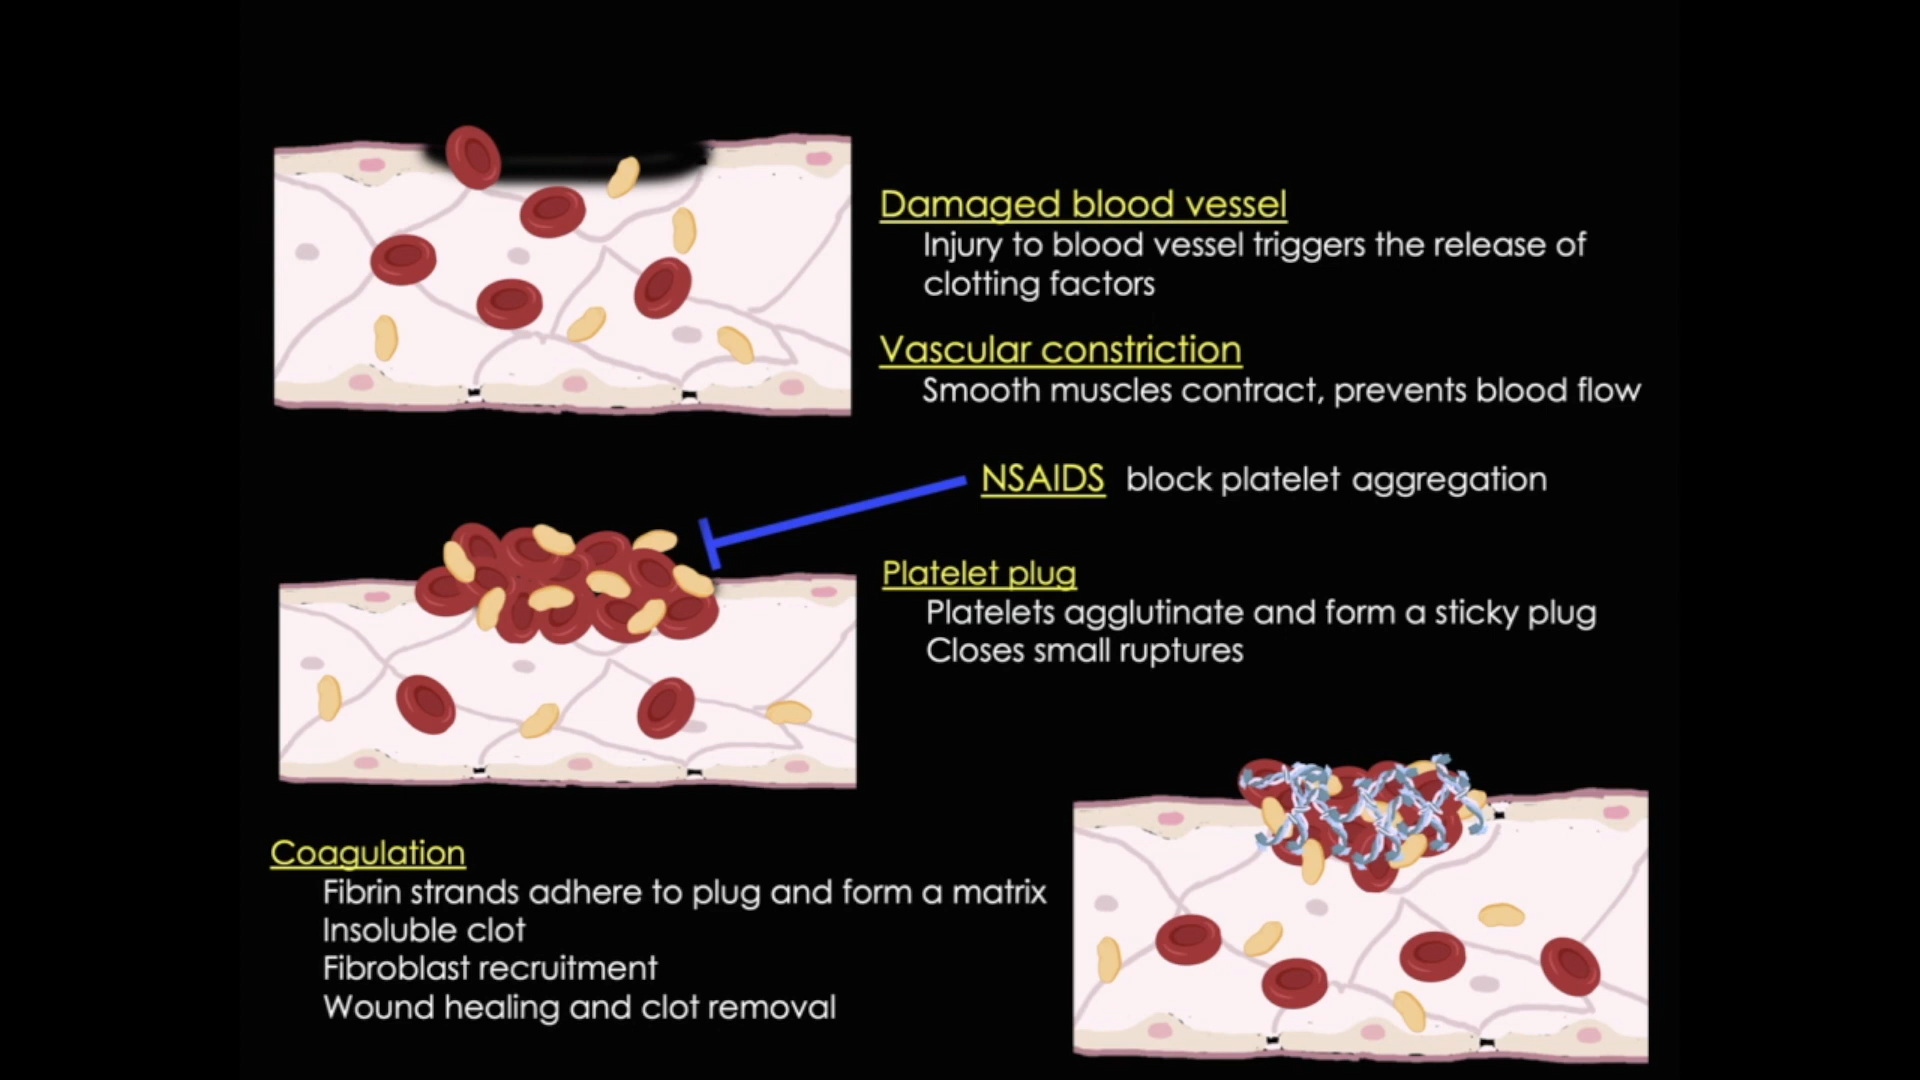 Damaged blood vessel
Injury to blood vessel triggers the release of
clotting factors
Vascular constriction
Smooth muscles contract, prevents blood flow
NSAIDS block platelet aggregation
Platelet plug
Platelets agglutinate and form a sticky plug
Closes small ruptures
Coagulation
Fibrin strands adhere to plug and form a matrix
Insoluble clot
Fibroblast recruitment
Wound healing and clot removal